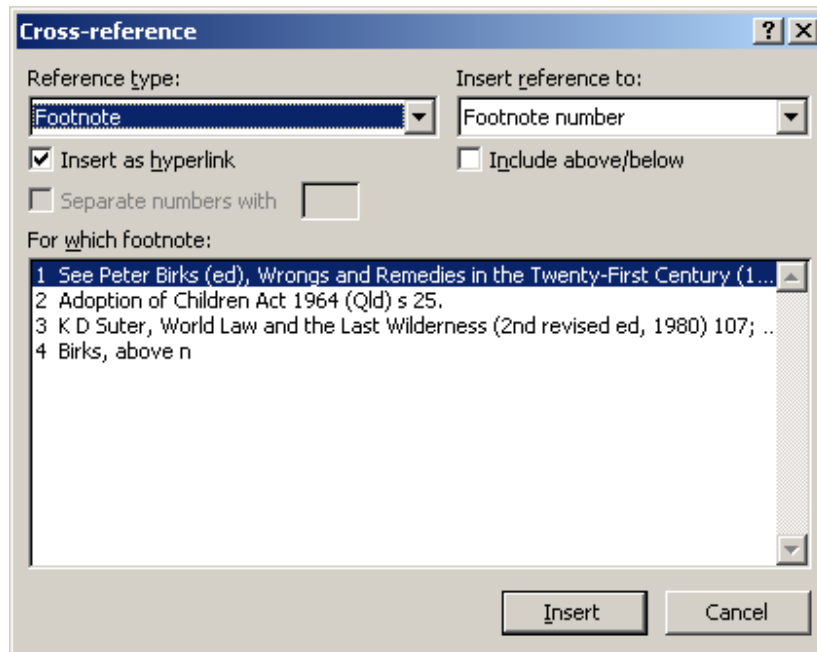 Cross-reference
Reference type:
Insert reference to:
Footnote
Footnote number
Insert as hyperlink
Include above/below
Separate numbers with
For which footnote:
1 See Peter Birks (ed), Wrongs and Remedies in the Twenty-First Century (1...
2 Adoption of Children Act 1964 (Qld) s 25.
3 K D Suter, World Law and the Last Wilderness (2nd revised ed, 1980) 107; ..
4 Birks, above n
Insert
Cancel